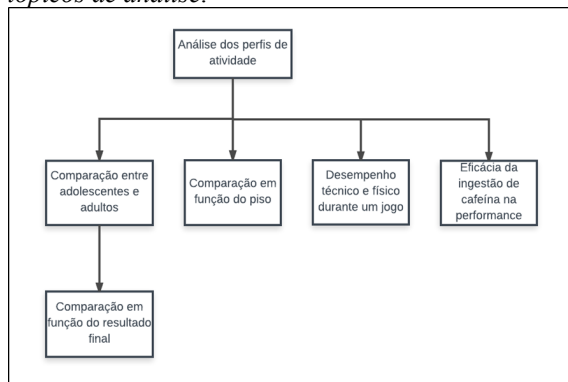 tópicos de análise.
Análise dos perfis de
atividade
Comparação entre
adolescentes e
adultos
Comparação em
função do piso
Desempenho
técnico e físico
durante um jogo
Eficácia da
ingestão de
cafeína na
performance
Comparação em
função do resultado
final